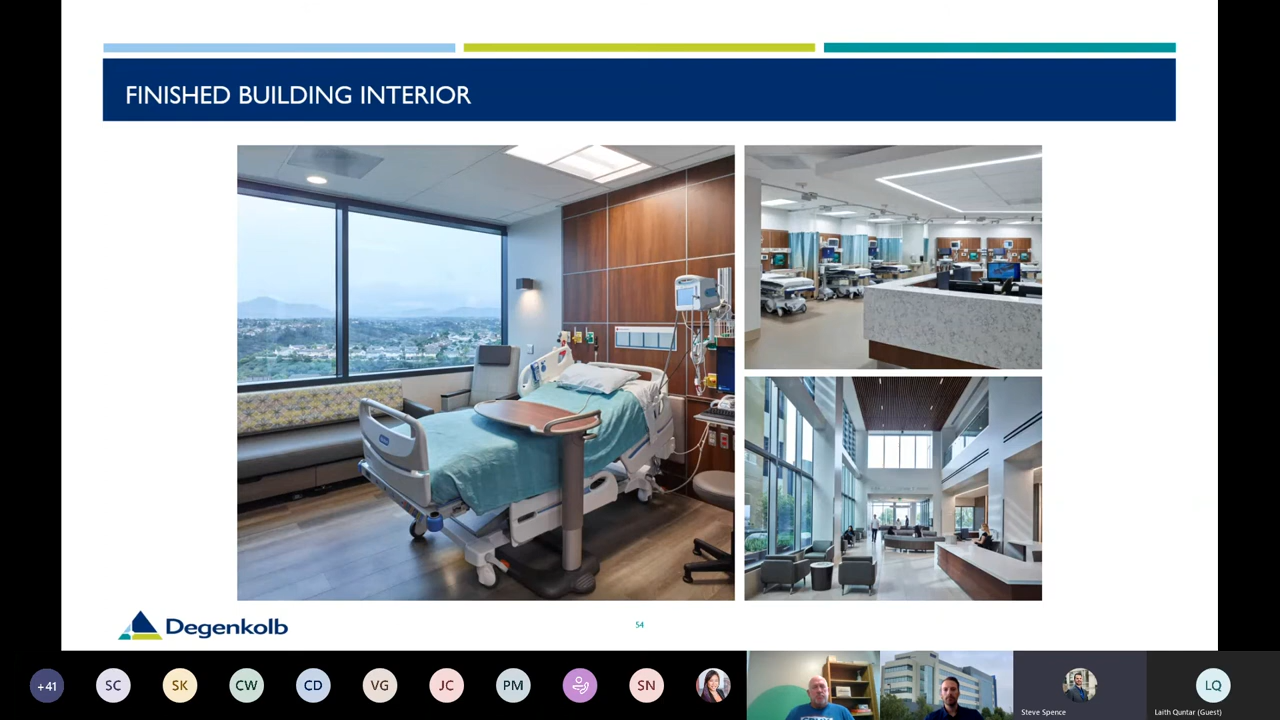 FINISHED BUILDING INTERIOR
Degenkolb
54
+41
SC
SK
CW
CD
VG
JC
PM
SN
Steve Spence
LQ
Laith Quntar (Guest)